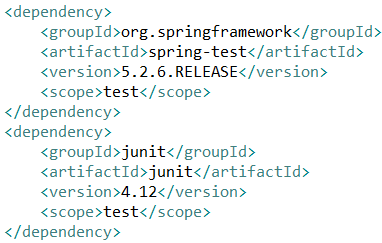 <dependency>
    <groupId>org.springframework</groupId>
    <artifactId>spring-test</artifactId>
    <version>5.2.6.RELEASE</version>
    <scope>test</scope>
</dependency>
<dependency>
    <groupId>junit</groupId>
    <artifactId>junit</artifactId>
    <version>4.12</version>
    <scope>test</scope>
</dependency>